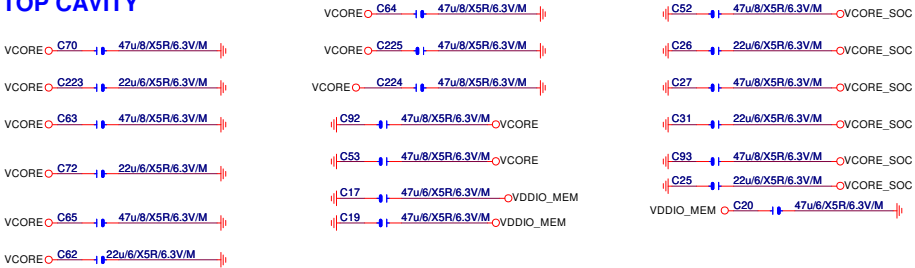 TOP CAVITY
VCORE C70 47u/8/X5R/6.3V/M
VCORE C223 22u/6/X5R/6.3V/M
VCORE C63 47u/8/X5R/6.3V/M
VCORE C72 22u/6/X5R/6.3V/M
VCORE C65 47u/8/X5R/6.3V/M
VCORE C62 22u/6/X5R/6.3V/M
VCORE C64 47u/8/X5R/6.3V/M
VCORE C225 47u/8/X5R/6.3V/M
VCORE C224 47u/8/X5R/6.3V/M
C92 47u/8/X5R/6.3V/M VCORE
C53 47u/8/X5R/6.3V/M VCORE
C17 47u/6/X5R/6.3V/M VDDIO_MEM
C19 47u/6/X5R/6.3V/M VDDIO_MEM
C52 47u/8/X5R/6.3V/M VCORE_SOC
C26 22u/6/X5R/6.3V/M VCORE_SOC
C27 47u/8/X5R/6.3V/M VCORE_SOC
C31 22u/6/X5R/6.3V/M VCORE_SOC
C93 47u/8/X5R/6.3V/M VCORE_SOC
C25 22u/6/X5R/6.3V/M VCORE_SOC
VDDIO_MEM C20 47u/6/X5R/6.3V/M